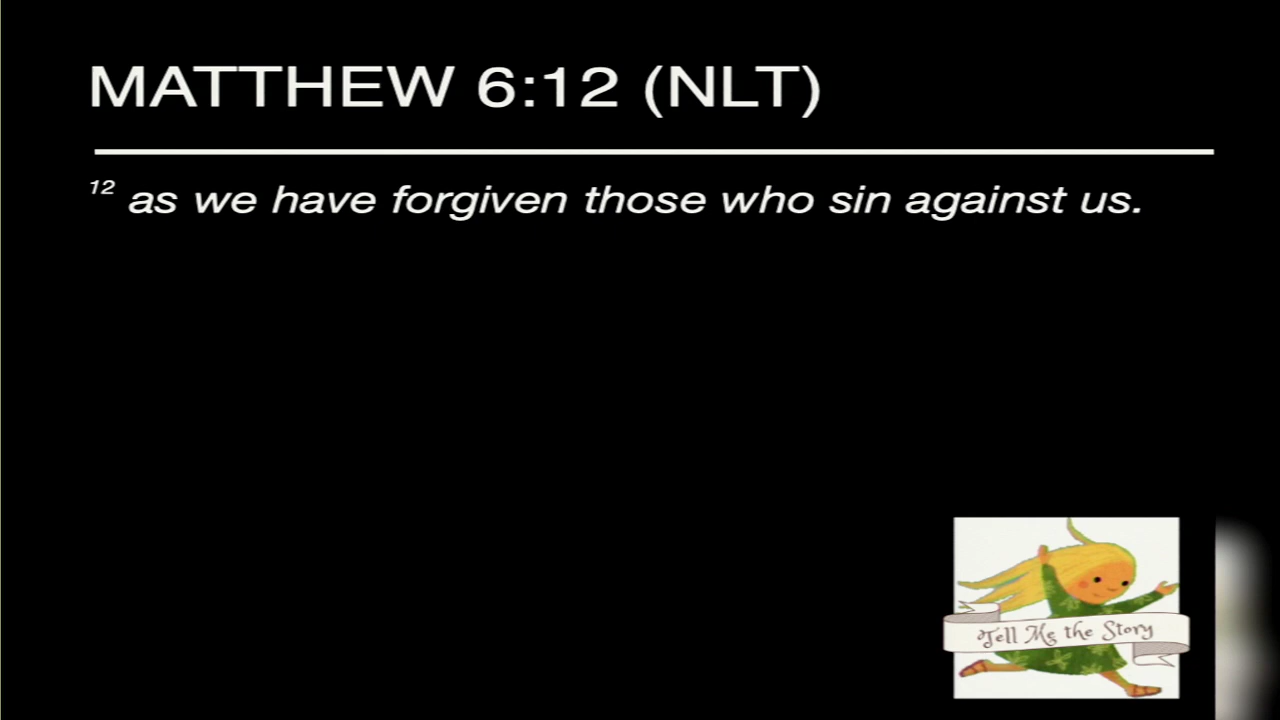 MATTHEW 6:12 (NLT)
12 as we have forgiven those who sin against us.
Tell Me the Story